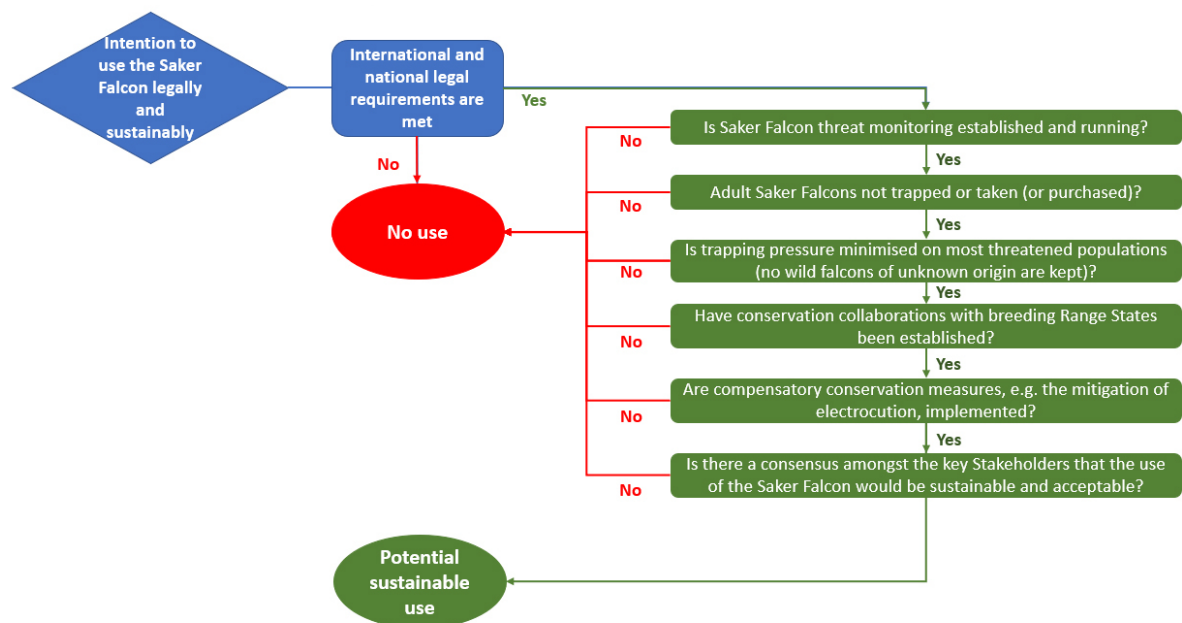 Intention to
use the Saker
Falcon legally
and
sustainably
International and
national legal
requirements are
met
Yes
No
No use
Is Saker Falcon threat monitoring established and running?
No
Yes
Adult Saker Falcons not trapped or taken (or purchased)?
No
Yes
Is trapping pressure minimised on most threatened populations
(no wild falcons of unknown origin are kept)?
No
Yes
Have conservation collaborations with breeding Range States
been established?
No
Yes
Are compensatory conservation measures, e.g. the mitigation of
electrocution, implemented?
No
Yes
Is there a consensus amongst the key Stakeholders that the use
of the Saker Falcon would be sustainable and acceptable?
No
Potential
sustainable
use